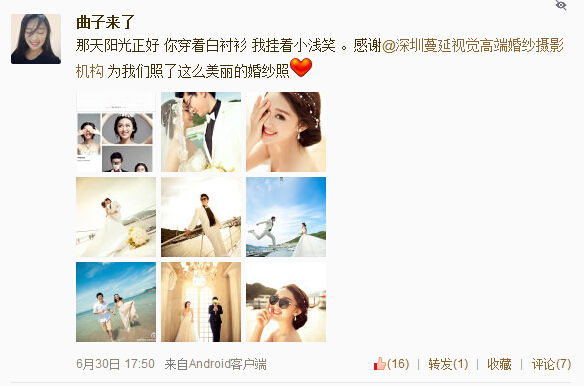 曲子来了
那天阳光正好 你穿着白衬衫 我挂着小浅笑 。感谢@深圳蔓延视觉高端婚纱摄影
机构 为我们照了这么美丽的婚纱照
6月30日 17:50 来自Android客户端 (16) | 转发(1) | 收藏 | 评论(7)